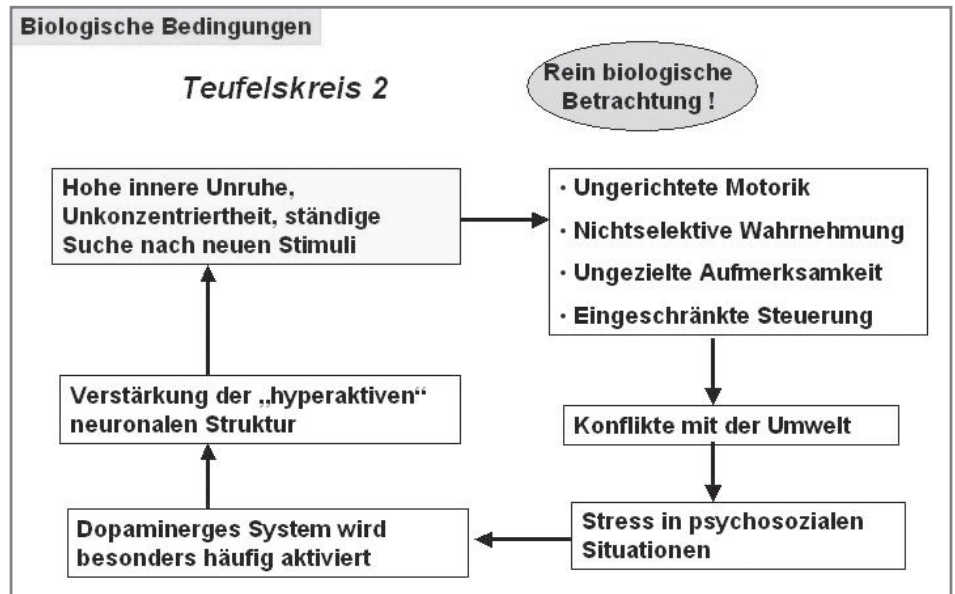 Biologische Bedingungen
Teufelskreis 2
Rein biologische
Betrachtung !
Hohe innere Unruhe,
Unkonzentriertheit, ständige
Suche nach neuen Stimuli
· Ungerichtete Motorik
· Nichtselektive Wahrnehmung
· Ungezielte Aufmerksamkeit
· Eingeschränkte Steuerung
Konflikte mit der Umwelt
Stress in psychosozialen
Situationen
Dopaminerges System wird
besonders häufig aktiviert
Verstärkung der „hyperaktiven“
neuronalen Struktur